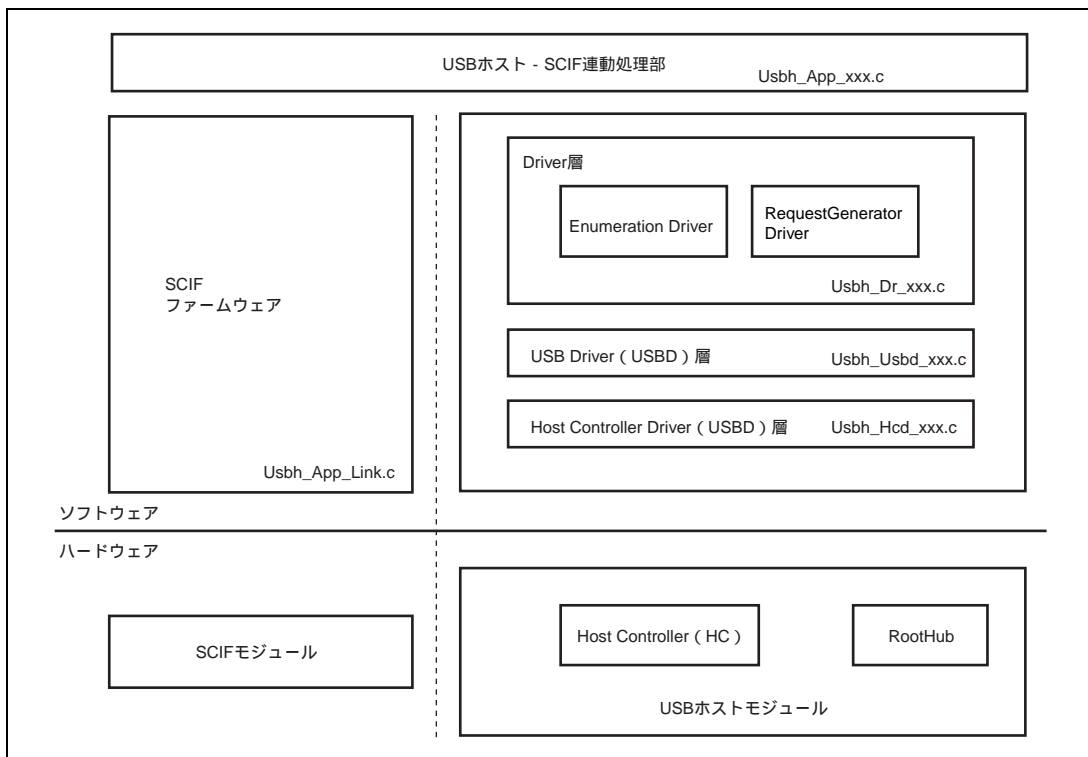 USBホスト - SCIF連動処理部
Usbh_App_xxx.c
SCIF
ファームウェア
Usbh_App_Link.c
Driver層
Enumeration Driver
RequestGenerator
Driver
Usbh_Dr_xxx.c
USB Driver（USBD）層
Usbh_Usbd_xxx.c
Host Controller Driver（USBD）層
Usbh_Hcd_xxx.c
ソフトウェア
ハードウェア
SCIFモジュール
Host Controller（HC）
RootHub
USBホストモジュール